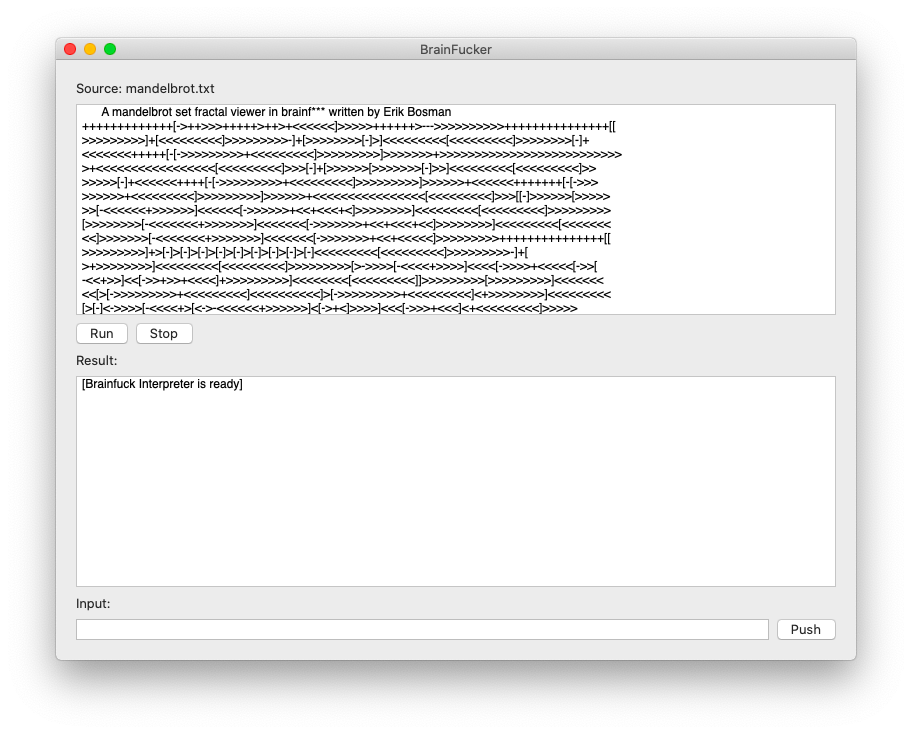 BrainFucker
Source: mandelbrot.txt
A mandelbrot set fractal viewer in brainf*** written by Erik Bosman
+++++++++++++[->++>>>+++++>++>+<<<<<<]>>>>>++++++>--->>>>>>>>>>+++++++++++++++[[
>>>>>>>>>]+[<<<<<<<<<]>>>>>>>>>-]+[>>>>>>>>[-]>]<<<<<<<<<[<<<<<<<<<]>>>>>>>>[-]+
<<<<<<<+++++[-[->>>>>>>>>+<<<<<<<<<]>>>>>>>>>]>>>>>>>+>>>>>>>>>>>>>>>>>>>>>>>>>>>
>+<<<<<<<<<<<<<<<<<[<<<<<<<<<]>>>[-]+[>>>>>>[>>>>>>>[-]>>]<<<<<<<<<[<<<<<<<<<]>>
>>>>>[-]+<<<<<<++++[-[->>>>>>>>>+<<<<<<<<<]>>>>>>>>>]>>>>>>+<<<<<<+++++++[-[->>>
>>>>>>+<<<<<<<<<]>>>>>>>>>]>>>>>>+<<<<<<<<<<<<<<<<[<<<<<<<<<]>>>[[-]>>>>>>[>>>>>
>>[-<<<<<<+>>>>>>]<<<<<<[->>>>>>+<<+<<<+<]>>>>>>>>]<<<<<<<<<[<<<<<<<<<]>>>>>>>>>
[>>>>>>>[-<<<<<<<+>>>>>>>]<<<<<<<[->>>>>>>+<<+<<<+<<]>>>>>>>>]<<<<<<<<<[<<<<<<<
<<]>>>>>>>[-<<<<<<<+>>>>>>>]<<<<<<<[->>>>>>>+<<+<<<<<]>>>>>>>>>+++++++++++++++[[
>>>>>>>>>]+>[-]>[-]>[-]>[-]>[-]>[-]>[-]>[-]>[-]<<<<<<<<<[<<<<<<<<<]>>>>>>>>>-]+[
>+>>>>>>>>]<<<<<<<<<[<<<<<<<<<]>>>>>>>>>[>->>>>[-<<<<+>>>>]<<<<[->>>>+<<<<<[->>[
-<<+>>]<<[->>+>>+<<<<]+>>>>>>>>>]<<<<<<<<[<<<<<<<<<]]>>>>>>>>>[>>>>>>>>>]<<<<<<<
<<[>[->>>>>>>>>+<<<<<<<<<]<<<<<<<<<<]>[->>>>>>>>>+<<<<<<<<<]<+>>>>>>>>]<<<<<<<<<
[>[-]<->>>>[-<<<<+>[<->-<<<<<<+>>>>>>]<[->+<]>>>>]<<<[->>>+<<<]<+<<<<<<<<<]>>>>>
Run Stop
Result:
[Brainfuck Interpreter is ready]
Input:
Push